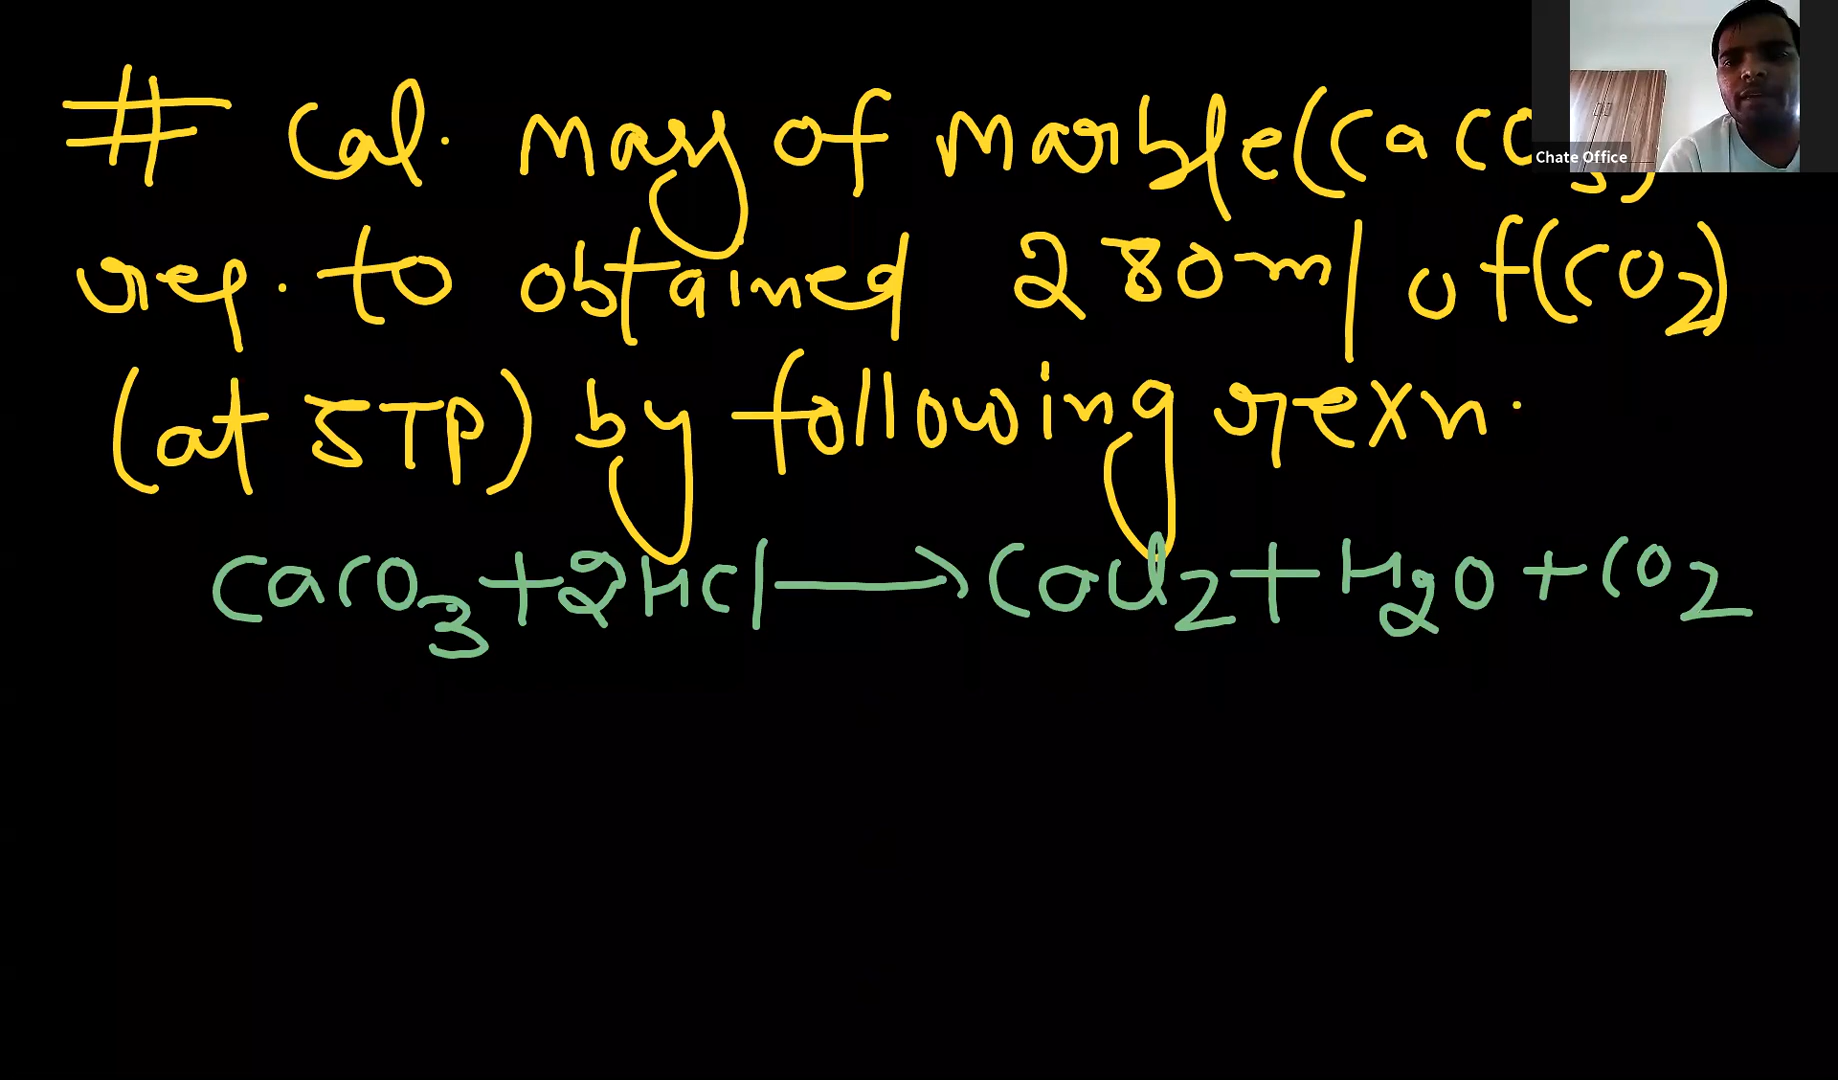 # Cal. mass of marble (CaCO3)
req. to obtained 280 ml of (CO2)
(at STP) by following rexn.
CaCO3 + 2HCl → CaCl2 + H2O + CO2
Chate Office